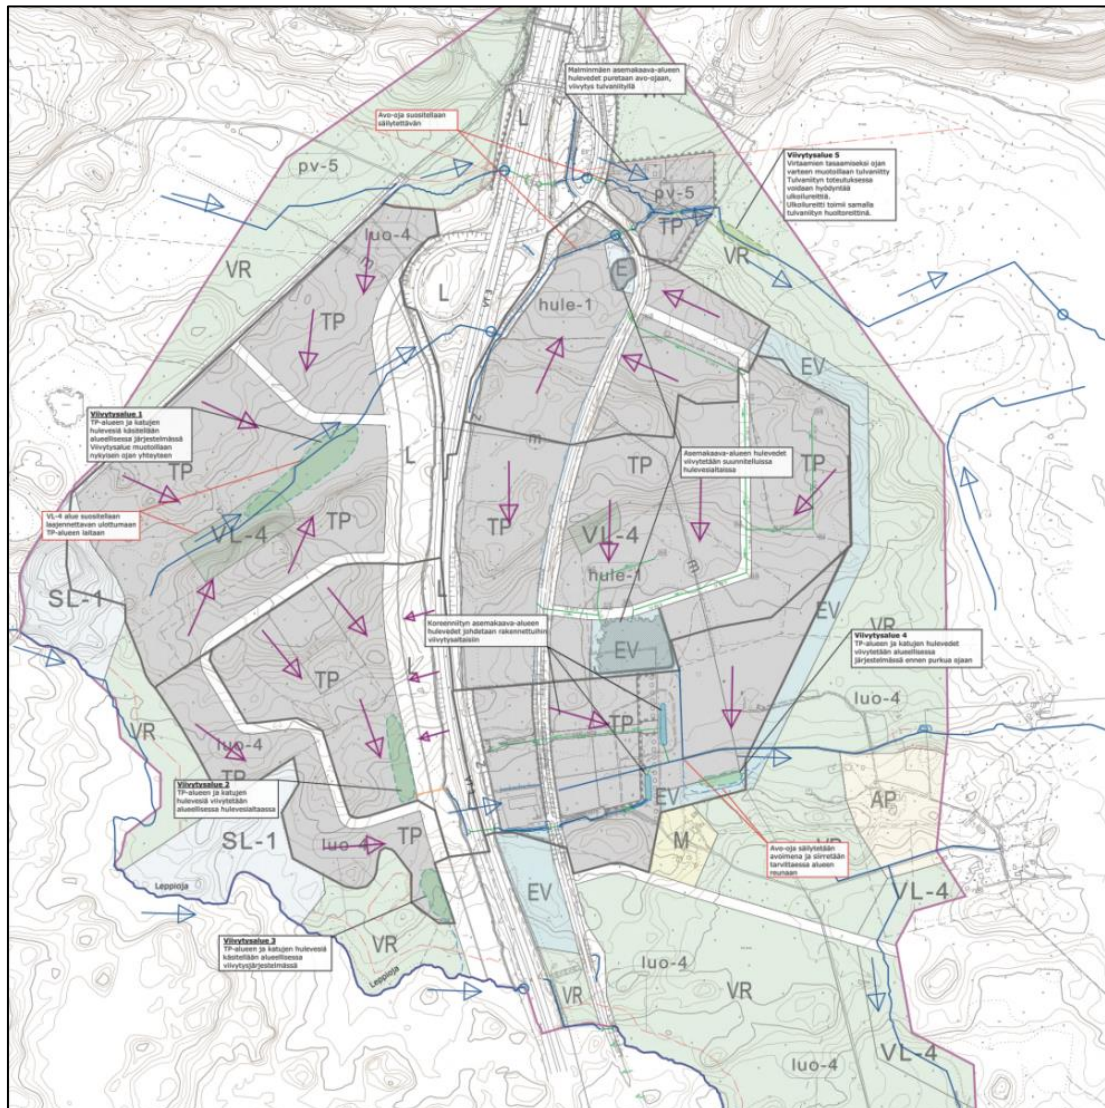 Malminmäen asemakaava-alueen
hulevedet puretaan avo-ojaan,
viivytys tulvaniityllä
Avo-oja suositellaan
säilytettävän
L
VR
pv-5
pv-5
TP
Viivytysalue 5
Virtaamien tasaamiseksi ojan
varteen muotoillaan tulvaniitty
Tulvaniityn toteutuksessa
voidaan hyödyntää
ulkoilureittiä.
Ulkoilureitti toimii samalla
tulvaniityn huoltoreittinä.
luo-4
VR
VR
L
E
hule-1
TP
EV
Viivytysalue 1
TP-alueen ja katujen
hulevesiä käsitellään
alueellisessa järjestelmässä
Viivytysalue muotoillaan
nykyisen ojan yhteyteen
L
m
TP
Asemakaava-alueen hulevedet
viivytetään suunnitelluissa
hulevesialtaissa
TP
TP
VL-4 alue suositellaan
laajennettavan ulottumaan
TP-alueen laitaan
VL-4
TP
VL-4
m
hule-1
SL-1
L
Koreenniityn asemakaava-alueen
hulevedet johdetaan rakennettuihin
viivytysaltaisiin
EV
EV
VR
Viivytysalue 4
TP-alueen ja katujen hulevedet
viivytetään alueellisessa
järjestelmässä ennen purkua ojaan
TP
L
luo-4
VR
luo-4
TP
TP
Viivytysalue 2
TP-alueen ja katujen
hulevesiä viivytetään
alueellisessa hulevesialtaassa
EV
AP
SL-1
luo-4
TP
M
Avo-oja säilytetään
avoimena ja siirretään
tarvittaessa alueen
reunaan
VR
Leppioja
EV
VL-4
Viivytysalue 3
TP-alueen ja katujen hulevesiä
käsitellään alueellisessa
viivytysjärjestelmässä
VR
Leppioja
luo-4
VR
VR
luo-4
VL-4